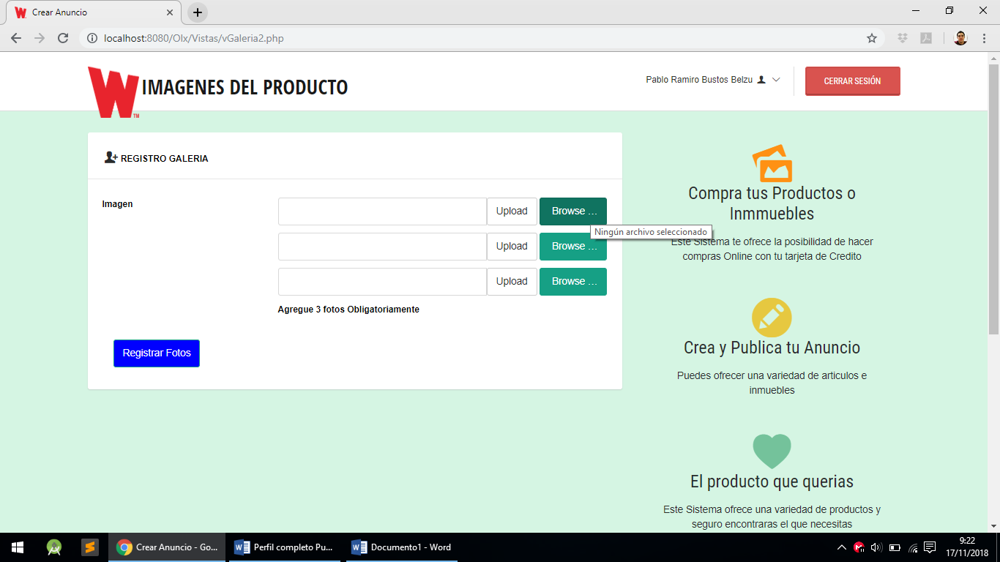 Crear Anuncio
localhost:8080/Olx/Vistas/vGaleria2.php
W
TM
IMAGENES DEL PRODUCTO
Pablo Ramiro Bustos Belzu
CERRAR SESIÓN
REGISTRO GALERIA
Imagen
Upload
Browse ...
Ningún archivo seleccionado
Upload
Browse ...
Upload
Browse ...
Agregue 3 fotos Obligatoriamente
Registrar Fotos
Compra tus Productos o
Inmmuebles
Este Sistema te ofrece la posibilidad de hacer
compras Online con tu tarjeta de Credito
Crea y Publica tu Anuncio
Puedes ofrecer una variedad de articulos e
inmuebles
El producto que querias
Este Sistema ofrece una variedad de productos y
seguro encontraras el que necesitas
Crear Anuncio - Go...
Perfil completo Pu...
Documento1 - Word
9:22
17/11/2018